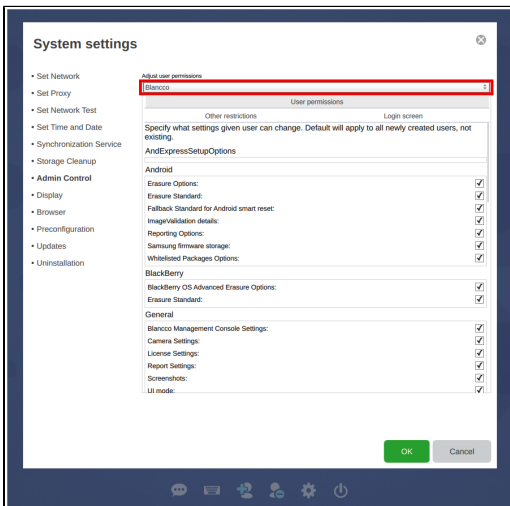 System settings
• Set Network
• Set Proxy
• Set Network Test
• Set Time and Date
• Synchronization Service
• Storage Cleanup
• Admin Control
• Display
• Browser
• Preconfiguration
• Updates
• Uninstallation
Adjust user permissions
Blancco
User permissions
Other restrictions
Login screen
Specify what settings given user can change. Default will apply to all newly created users, not
existing.
AndExpressSetupOptions
Android
Erasure Options:
Erasure Standard:
Fallback Standard for Android smart reset:
ImageValidation details:
Reporting Options:
Samsung firmware storage:
Whitelisted Packages Options:
BlackBerry
BlackBerry OS Advanced Erasure Options:
Erasure Standard:
General
Blancco Management Console Settings:
Camera Settings:
License Settings:
Report Settings:
Screenshots:
UI mode:
OK
Cancel